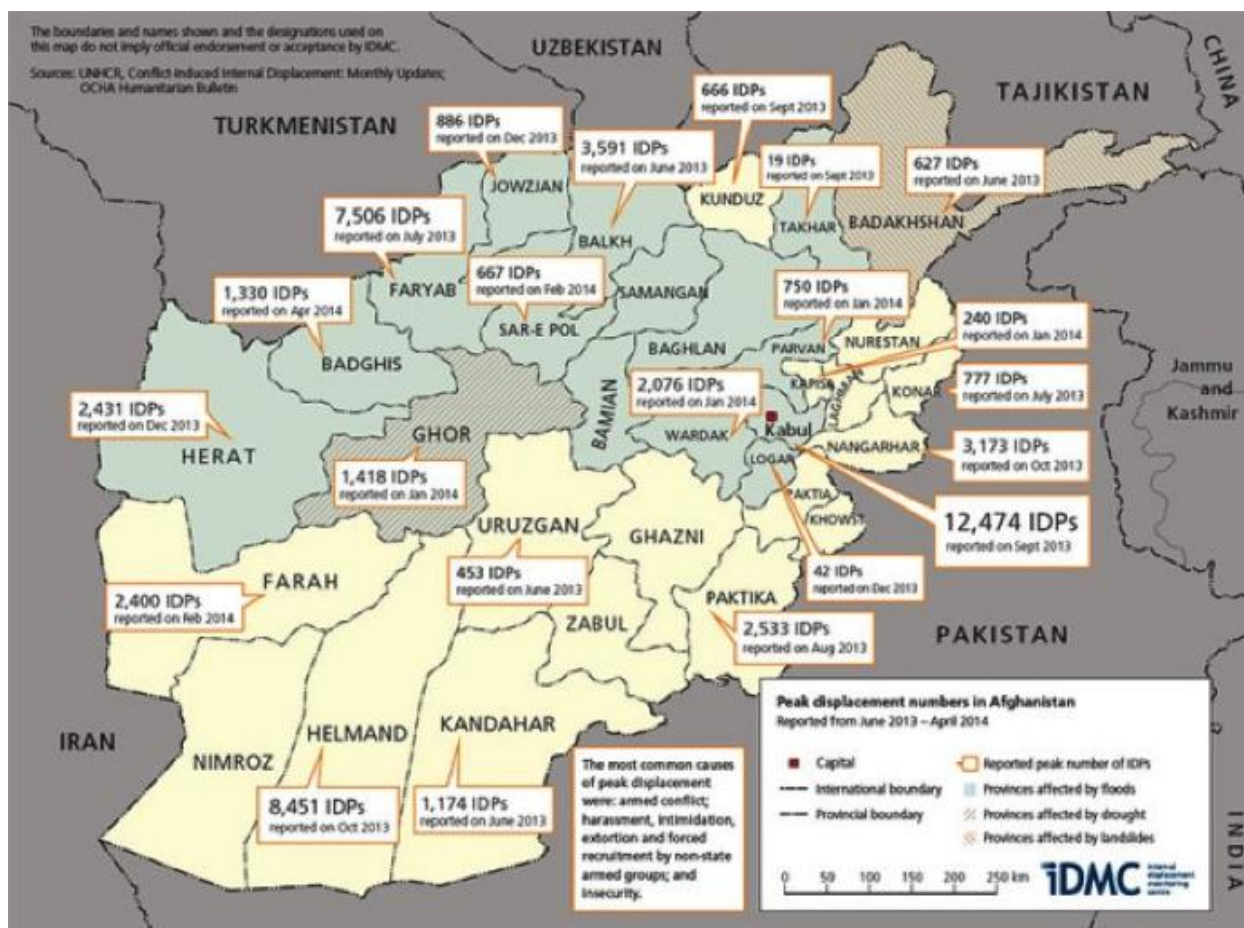 The boundaries and names shown and the designations used on
this map do not imply official endorsement or acceptance by IDMC.
Sources: UNHCR, Conflict-Induced Internal Displacement: Monthly Updates;
OCHA Humanitarian Bulletin
UZBEKISTAN
TAJIKISTAN
CHINA
TURKMENISTAN
666 IDPs
reported on Sept 2013
886 IDPs
reported on Dec 2013
3,591 IDPs
reported on June 2013
19 IDPs
reported on Sept 2013
627 IDPs
reported on June 2013
JOWZJAN
KUNDUZ
TAKHAR
BADAKHSHAN
7,506 IDPs
reported on July 2013
BALKH
667 IDPs
reported on Feb 2014
FARYAB
SAMANGAN
750 IDPs
reported on Jan 2014
1,330 IDPs
reported on Apr 2014
SAR-E POL
240 IDPs
reported on Jan 2014
BADGHIS
BAGHLAN
PARVAN
NURESTAN
Jammu
and
Kashmir
KAPISA
LAGHMAN
KONAR
777 IDPs
reported on July 2013
2,076 IDPs
reported on Jan 2014
2,431 IDPs
reported on Dec 2013
HERAT
GHOR
BAMIAN
WARDAK
Kabul
LOGAR
NANGARHAR
3,173 IDPs
reported on Oct 2013
1,418 IDPs
reported on Jan 2014
PAKTIA
KHOWST
12,474 IDPs
reported on Sept 2013
URUZGAN
GHAZNI
453 IDPs
reported on June 2013
42 IDPs
reported on Dec 2013
FARAH
2,400 IDPs
reported on Feb 2014
ZABUL
PAKTIKA
2,533 IDPs
reported on Aug 2013
PAKISTAN
IRAN
NIMROZ
HELMAND
KANDAHAR
8,451 IDPs
reported on Oct 2013
1,174 IDPs
reported on June 2013
The most common causes
of peak displacement
were: armed conflict;
harassment, intimidation,
extortion and forced
recruitment by non-state
armed groups; and
insecurity.
Peak displacement numbers in Afghanistan
Reported from June 2013 – April 2014
Capital
International boundary
Provincial boundary
Reported peak number of IDPs
Provinces affected by floods
Provinces affected by drought
Provinces affected by landslides
0 50 100 150 200 250 km
iDMC
internal
displacement
monitoring
centre
INDIA